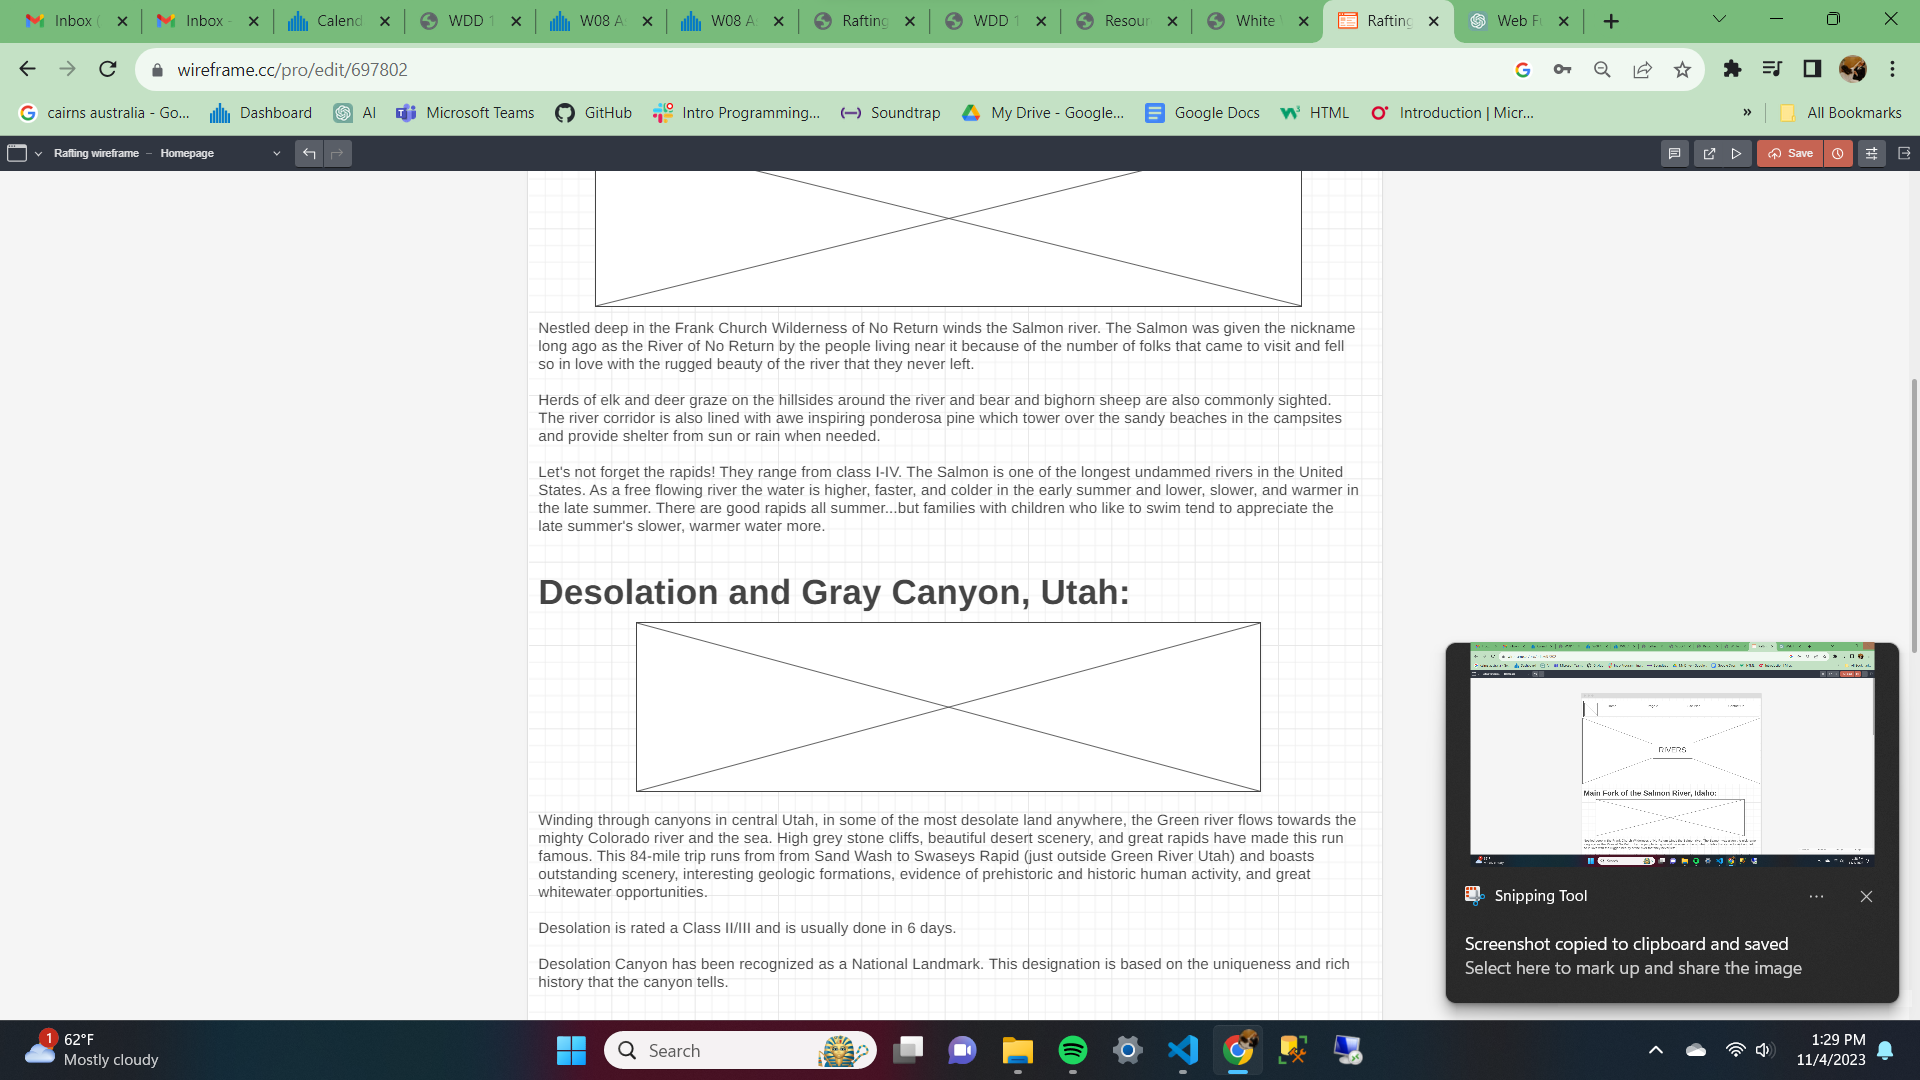 Inbox (
Inbox -
Calend
WDD 1
W08 A
W08 As
Rafting
WDD 1
Resour
White
Rafting
Web Fu
wireframe.cc/pro/edit/697802
cairns australia - Go...
Dashboard
AI
Microsoft Teams
GitHub
Intro Programming...
Soundtrap
My Drive - Google...
Google Docs
HTML
Introduction | Micr...
»
All Bookmarks
Rafting wireframe – Homepage
Save
Nestled deep in the Frank Church Wilderness of No Return winds the Salmon river. The Salmon was given the nickname
long ago as the River of No Return by the people living near it because of the number of folks that came to visit and fell
so in love with the rugged beauty of the river that they never left.
Herds of elk and deer graze on the hillsides around the river and bear and bighorn sheep are also commonly sighted.
The river corridor is also lined with awe inspiring ponderosa pine which tower over the sandy beaches in the campsites
and provide shelter from sun or rain when needed.
Let's not forget the rapids! They range from class I-IV. The Salmon is one of the longest undammed rivers in the United
States. As a free flowing river the water is higher, faster, and colder in the early summer and lower, slower, and warmer in
the late summer. There are good rapids all summer...but families with children who like to swim tend to appreciate the
late summer's slower, warmer water more.
Desolation and Gray Canyon, Utah:
Winding through canyons in central Utah, in some of the most desolate land anywhere, the Green river flows towards the
mighty Colorado river and the sea. High grey stone cliffs, beautiful desert scenery, and great rapids have made this run
famous. This 84-mile trip runs from from Sand Wash to Swaseys Rapid (just outside Green River Utah) and boasts
outstanding scenery, interesting geologic formations, evidence of prehistoric and historic human activity, and great
whitewater opportunities.
Desolation is rated a Class II/III and is usually done in 6 days.
Desolation Canyon has been recognized as a National Landmark. This designation is based on the uniqueness and rich
history that the canyon tells.
RIVERS
Main Fork of the Salmon River, Idaho:
Snipping Tool
Screenshot copied to clipboard and saved
Select here to mark up and share the image
1
62°F
Mostly cloudy
Search
1:29 PM
11/4/2023